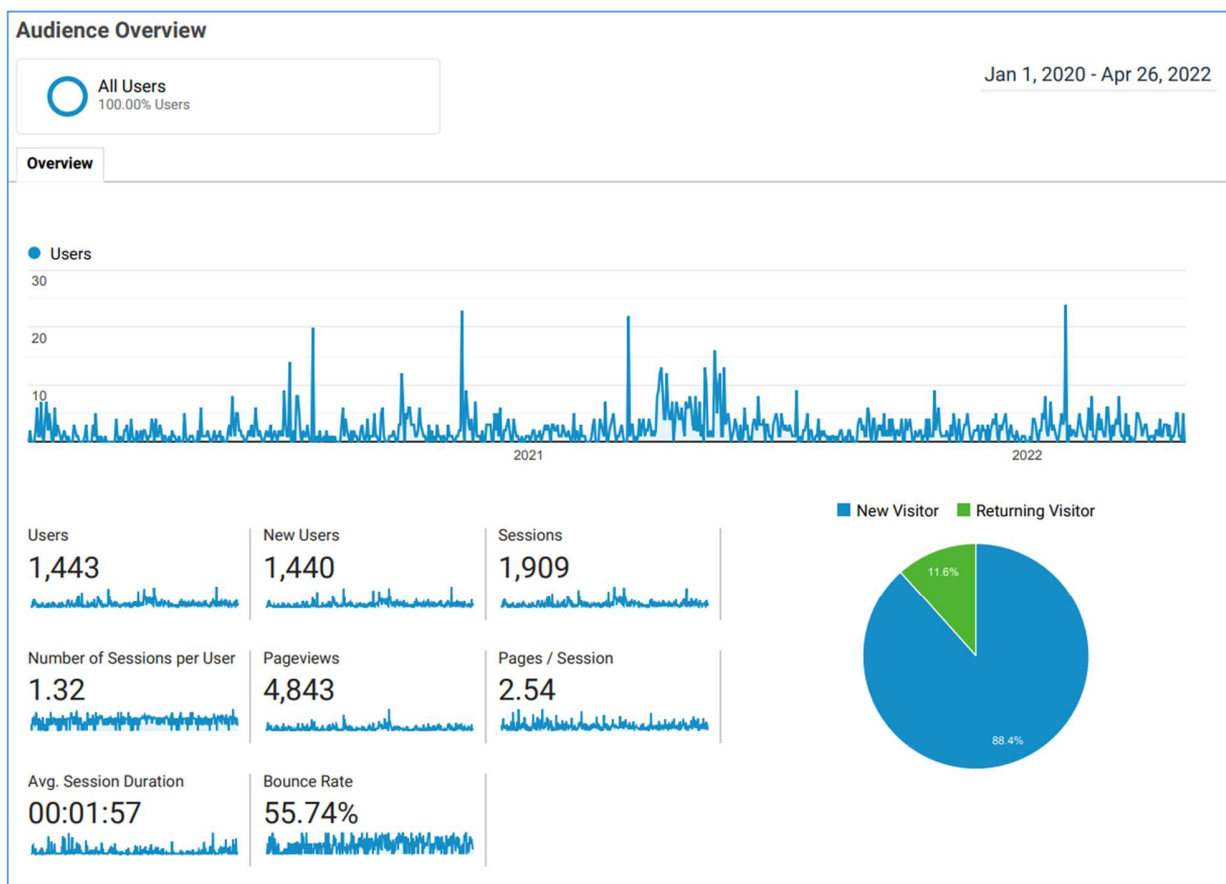 Audience Overview
All Users
100.00% Users
Jan 1, 2020 - Apr 26, 2022
Overview
Users
30
20
10
2021
2022
New Visitor
Returning Visitor
Users
1,443
New Users
1,440
Sessions
1,909
Number of Sessions per User
1.32
Pageviews
4,843
Pages / Session
2.54
Avg. Session Duration
00:01:57
Bounce Rate
55.74%
11.6%
88.4%